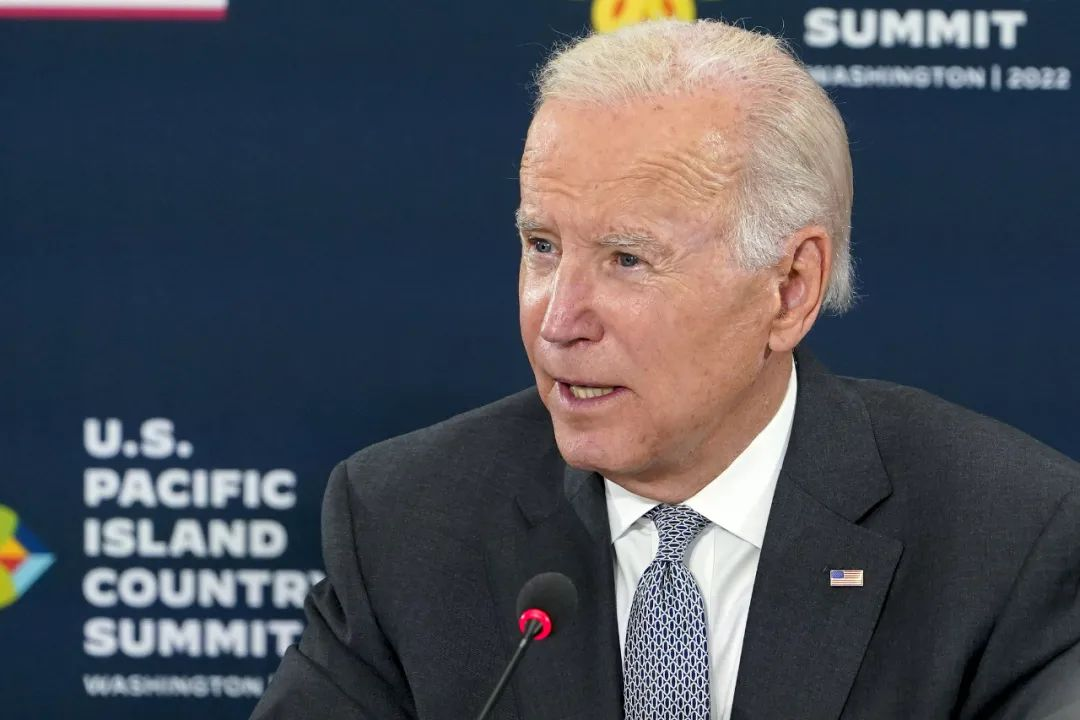 SUMMIT
WASHINGTON | 2022
U.S.
PACIFIC
ISLAND
COUNTRY
SUMMIT
WASHINGTON |